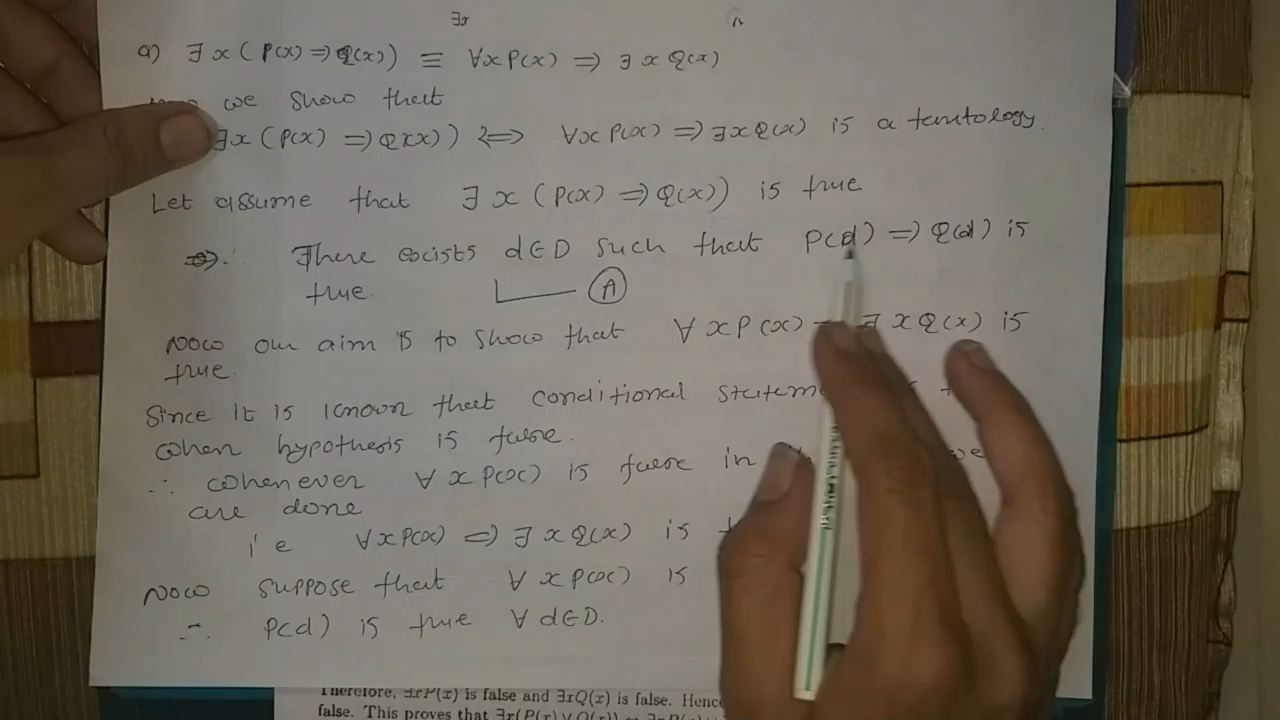 ∃x
a) ∃x(P(x)⇒Q(x)) ≡ ∀xP(x) ⇒ ∃xQ(x)
we show that
∃x(P(x) ⇒ Q(x)) ⇔ ∀xP(x) ⇒ ∃xQ(x) is a tautology.
Let assume that ∃x(P(x) ⇒ Q(x)) is true
⇒∴ There exists d∈D such that P(d) ⇒ Q(d) is
true. Ⓐ
Now our aim is to show that ∀xP(x) ∃xQ(x) is
true.
Since it is known that conditional
when hypothesis is false.
∴ whenever ∀xP(x) is false in
are done
i e ∀xP(x) ⇒ ∃xQ(x) is
Now suppose that ∀xP(x) is
∴ P(d) is true ∀d∈D.
Therefore, ∃xP(x) is false and ∃xQ(x) is false. Hence
false. This proves that ∃x(P(x) ∨ Q(x))